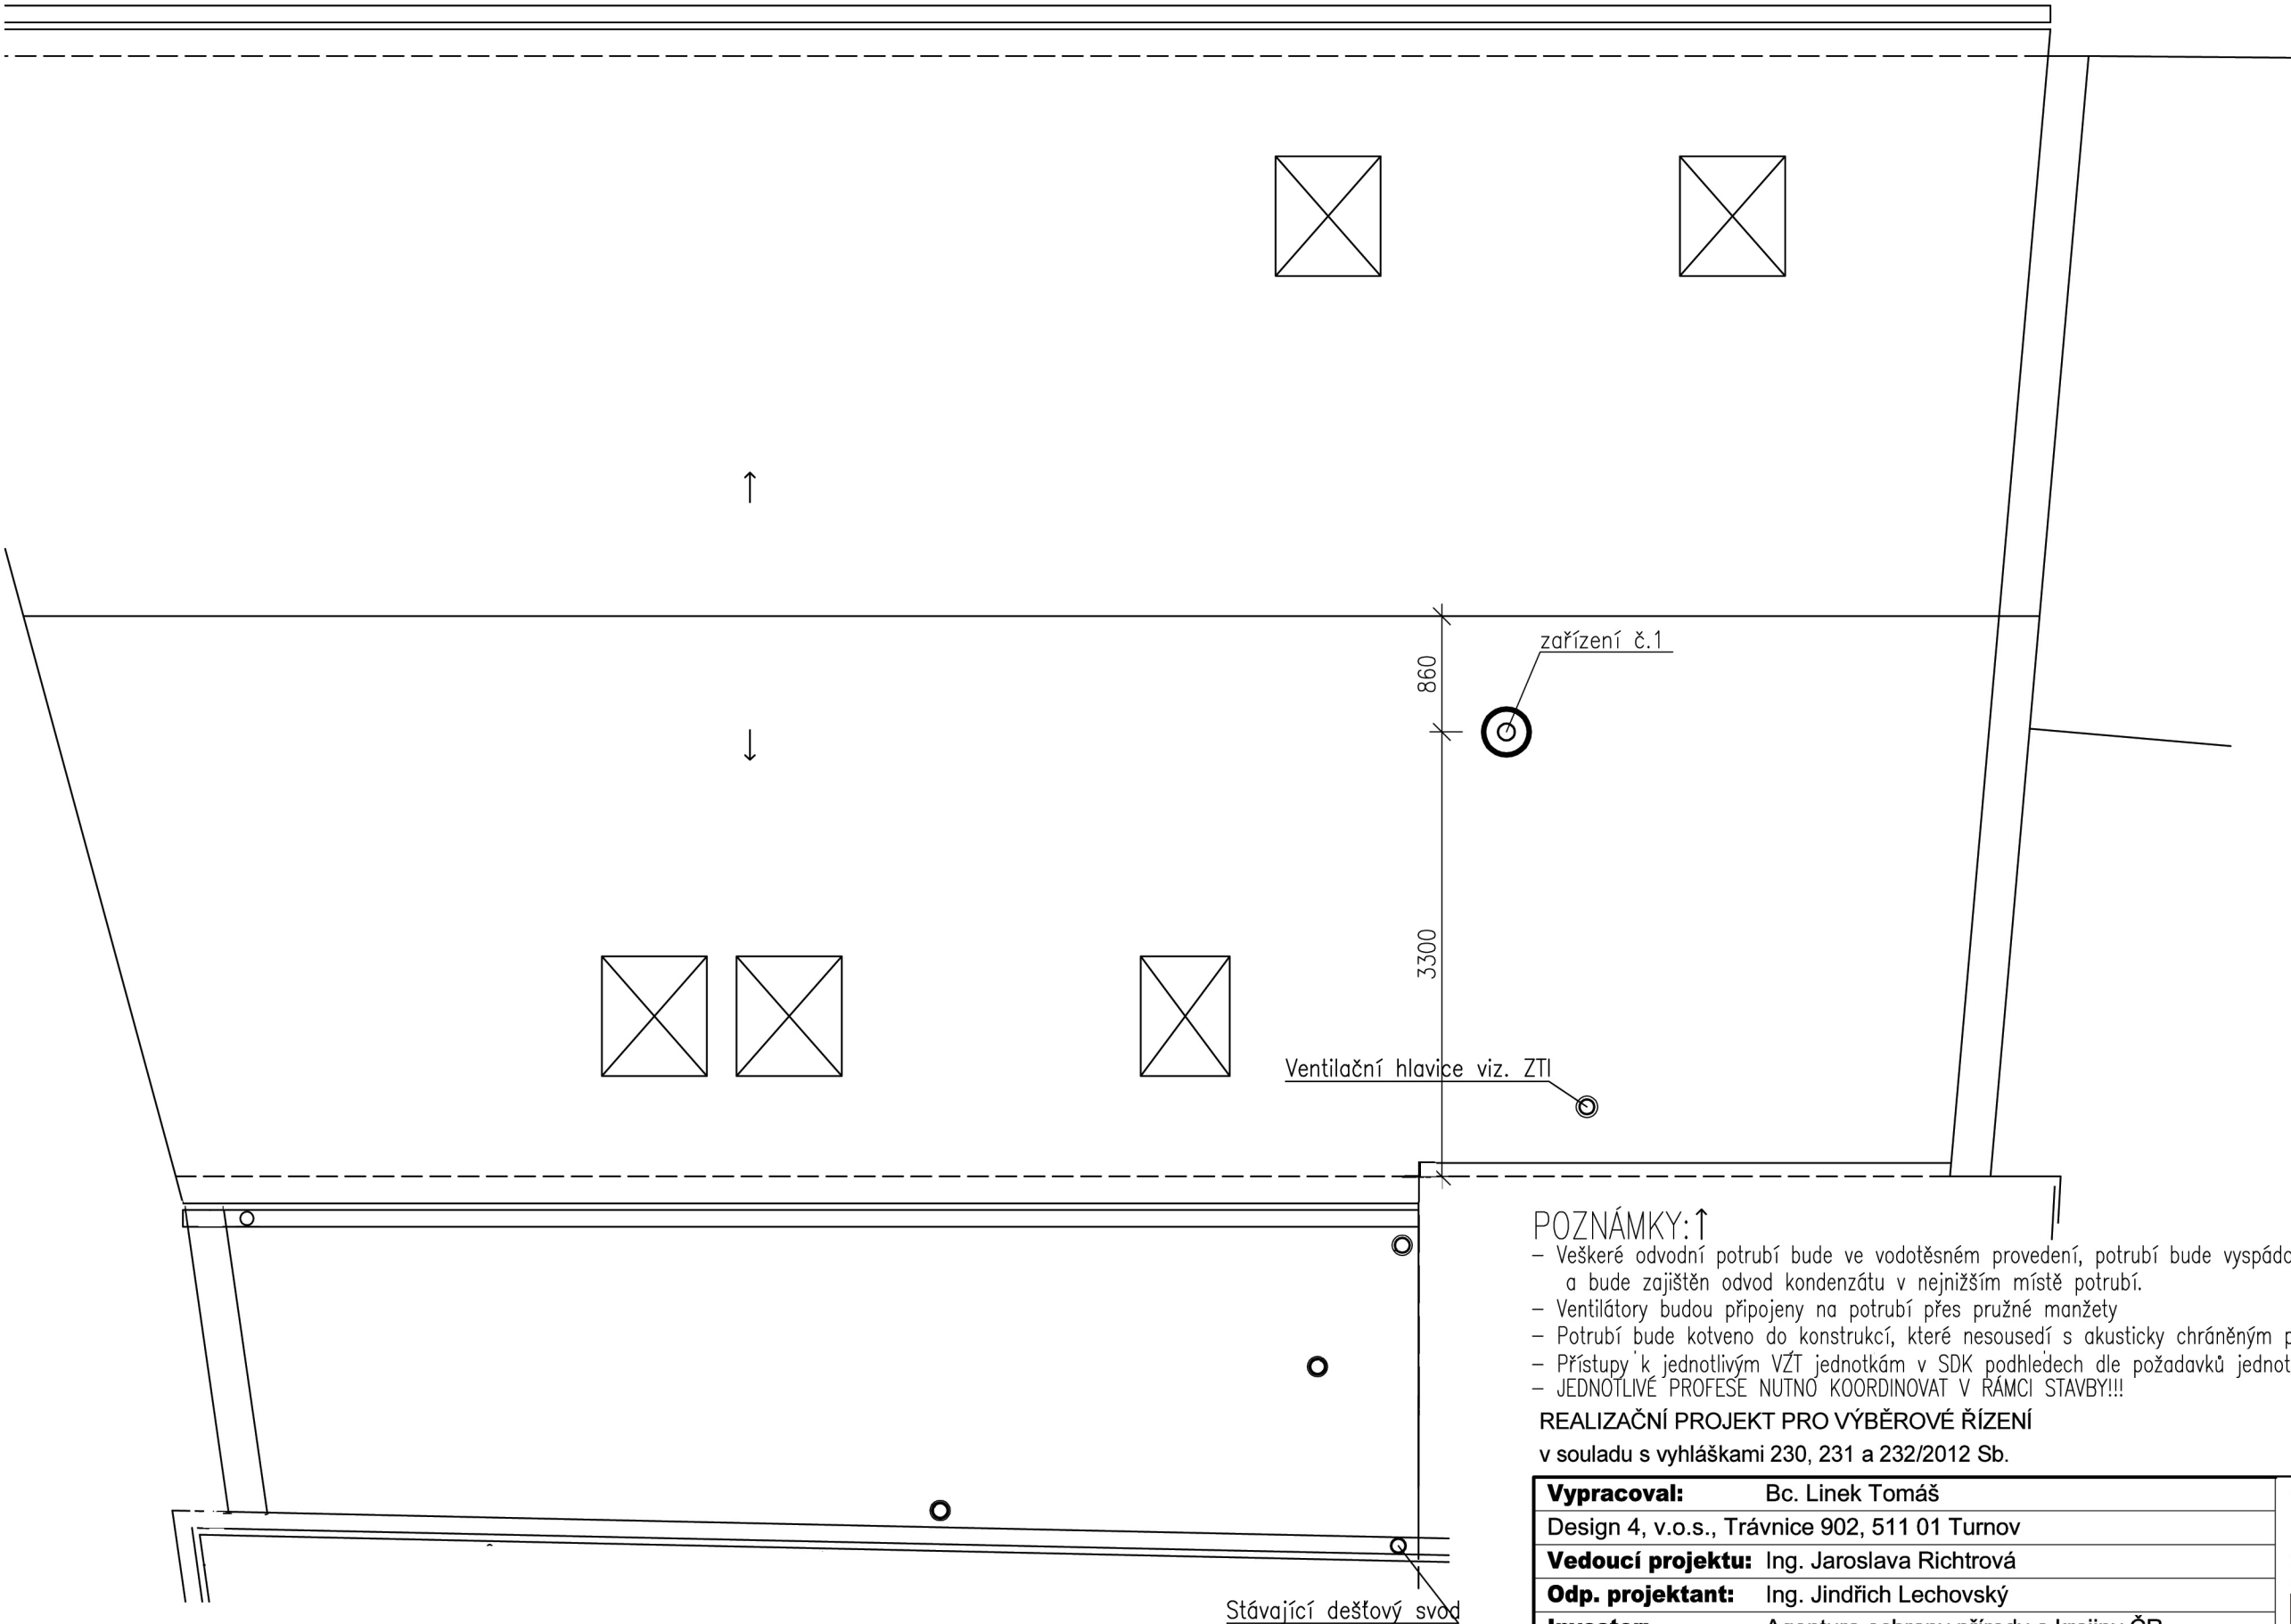 zařízení č.1
860
3300
Ventilační hlavice viz. ZTI
POZNÁMKY:
– Veškeré odvodní potrubí bude ve vodotěsném provedení, potrubí bude
a bude zajištěn odvod kondenzátu v nejnižším místě potrubí.
– Ventilátory budou připojeny na potrubí přes pružné manžety
– Potrubí bude kotveno do konstrukcí, které nesousedí s akusticky chráněným
– Přístupy k jednotlivým VZT jednotkám v SDK podhledech dle požadavků
– JEDNOTLIVÉ PROFESE NUTNO KOORDINOVAT V RÁMCI STAVBY!!!
REALIZAČNÍ PROJEKT PRO VÝBĚROVÉ ŘÍZENÍ
v souladu s vyhláškami 230, 231 a 232/2012 Sb.
Vypracoval: Bc. Linek Tomáš
Design 4, v.o.s., Trávnice 902, 511 01 Turnov
Vedoucí projektu: Ing. Jaroslava Richtrová
Odp. projektant: Ing. Jindřich Lechovský
Stávající dešťový svod